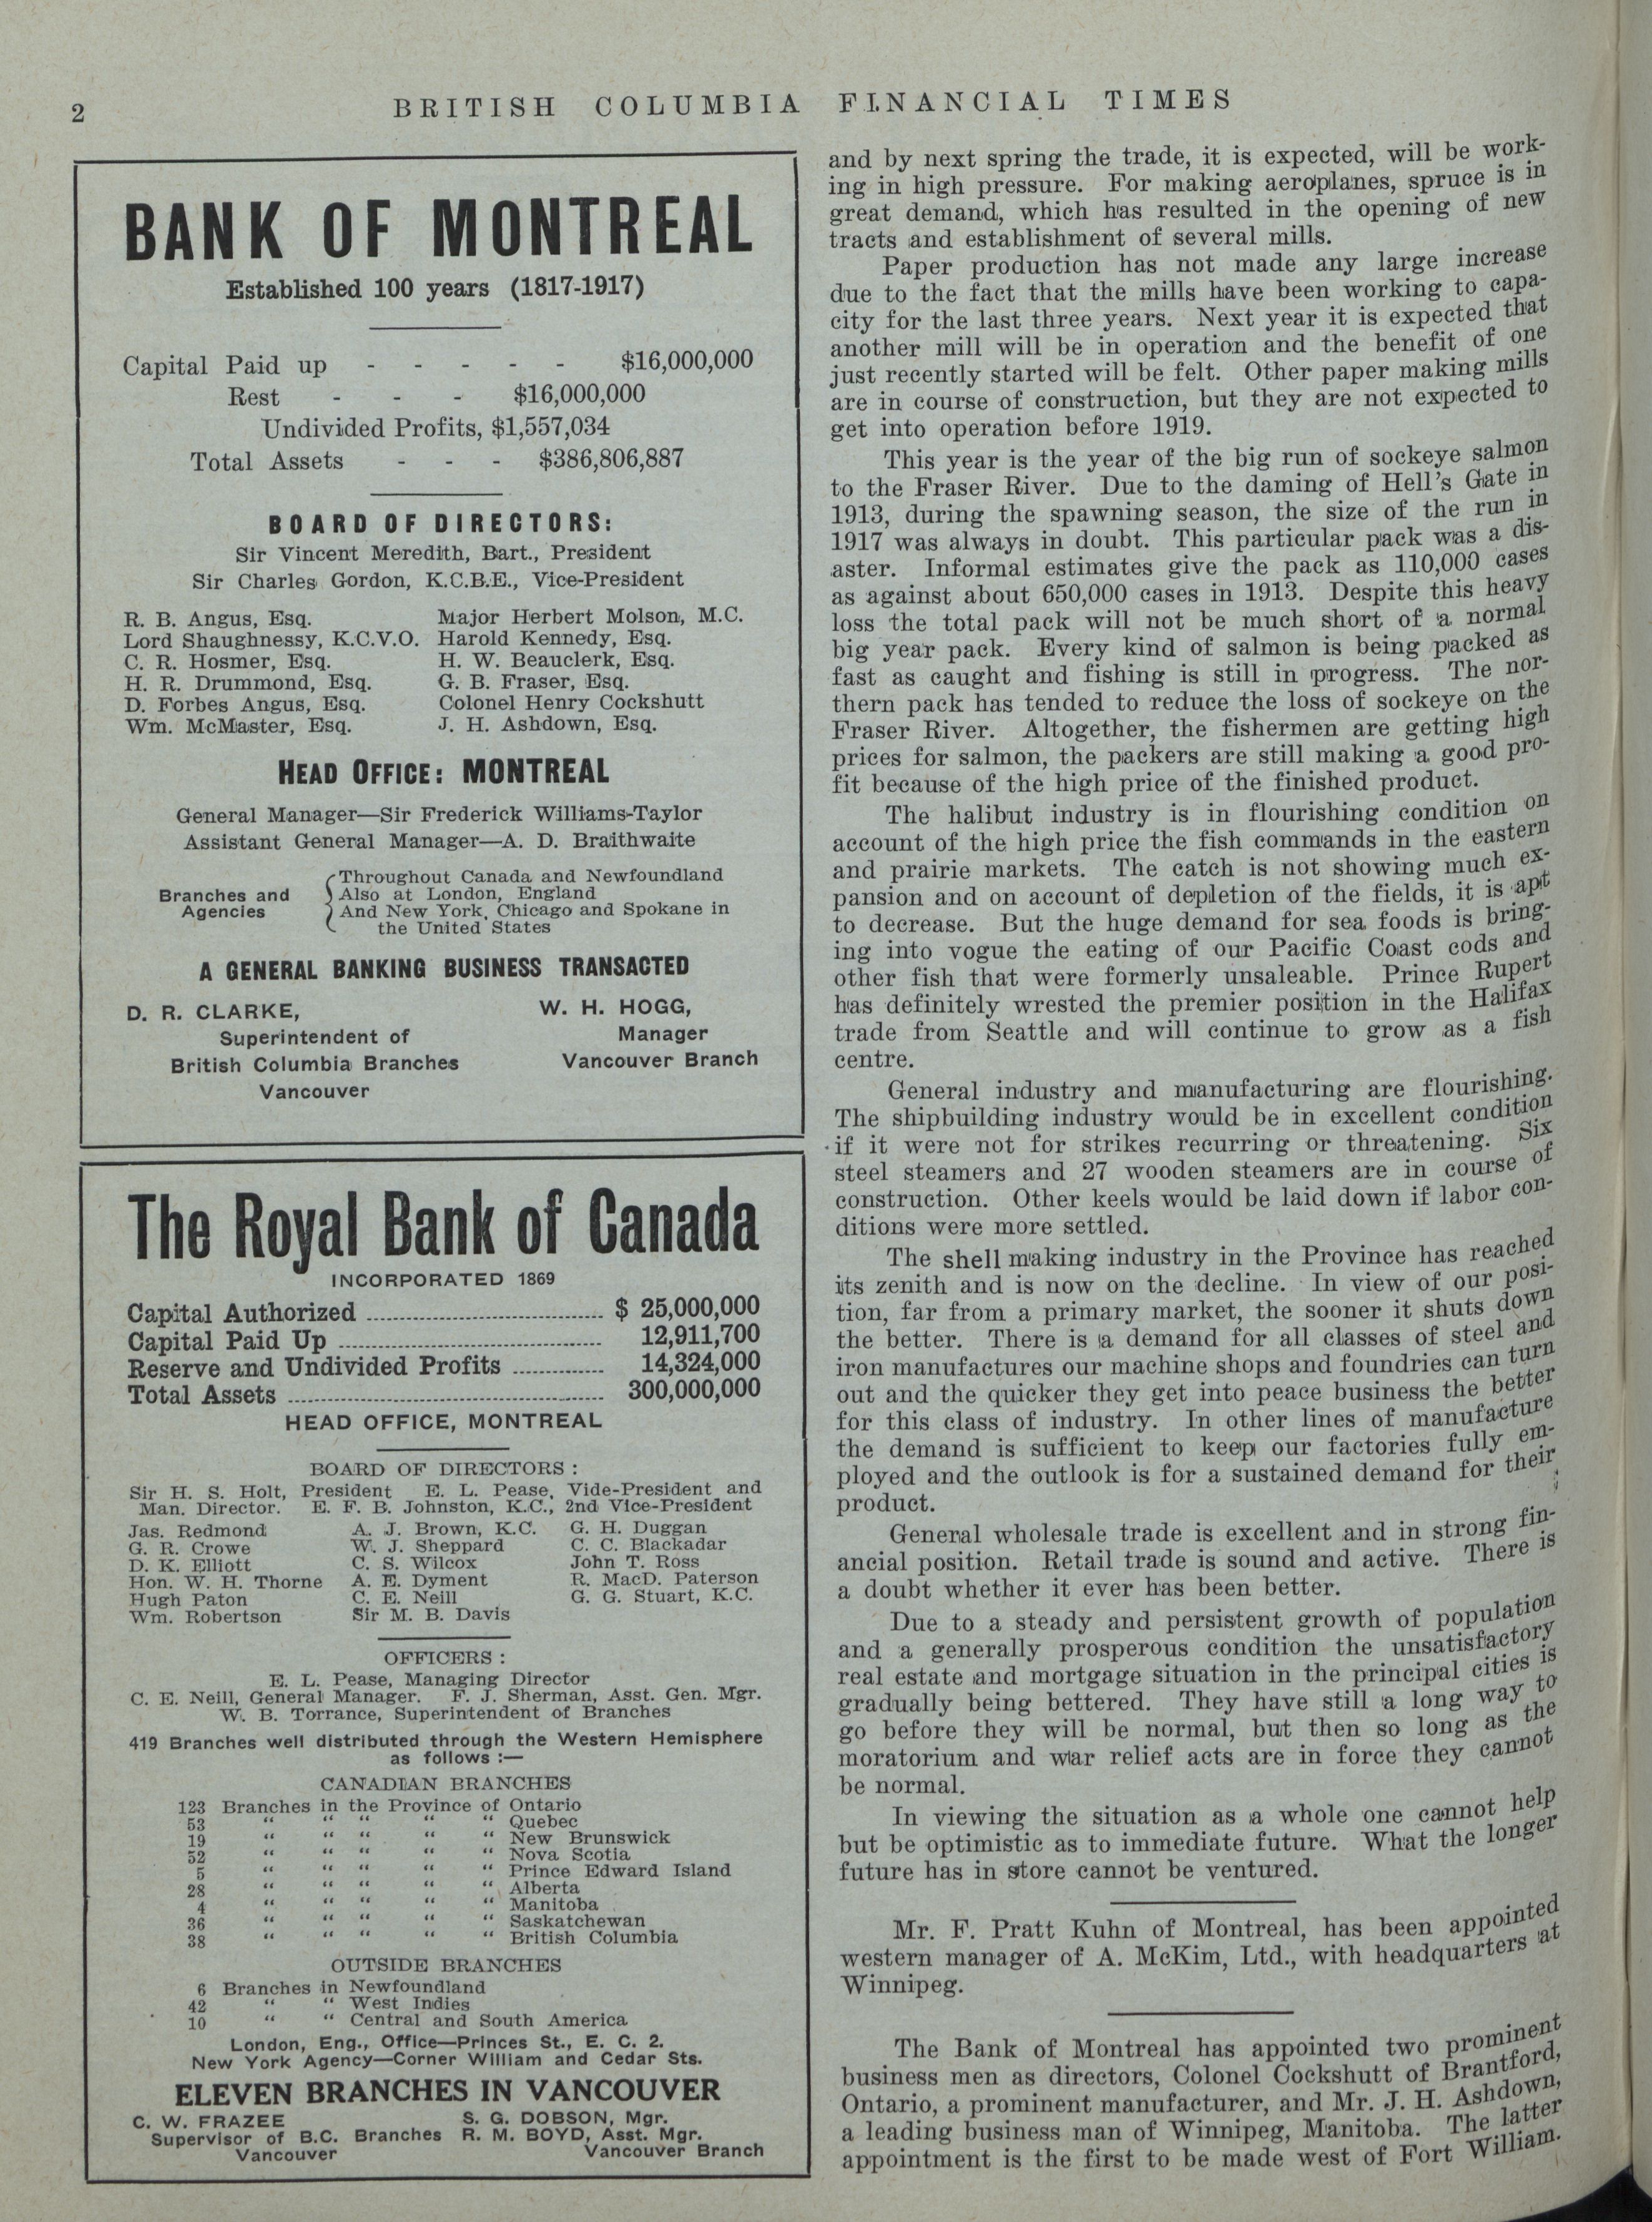 2
BRITISH COLUMBIA FINANCIAL TIMES
BANK OF MONTREAL
Established 100 years (1817-1917)
Capital Paid up - - - - - $16,000,000
Rest - - - $16,000,000
Undivided Profits, $1,557,034
Total Assets - - - $386,806,887
BOARD OF DIRECTORS:
Sir Vincent Meredith, Bart., President
Sir Charles Gordon, K.C.B.E., Vice-President
R. B. Angus, Esq. Major Herbert Molson, M.C.
Lord Shaughnessy, K.C.V.O. Harold Kennedy, Esq.
C. R. Hosmer, Esq. H. W. Beauclerk, Esq.
H. R. Drummond, Esq. G. B. Fraser, Esq.
D. Forbes Angus, Esq. Colonel Henry Cockshutt
Wm. McMaster, Esq. J. H. Ashdown, Esq.
HEAD OFFICE: MONTREAL
General Manager—Sir Frederick Williams-Taylor
Assistant General Manager—A. D. Braithwaite
Branches and Agencies
Throughout Canada and Newfoundland
Also at London, England
And New York, Chicago and Spokane in
the United States
A GENERAL BANKING BUSINESS TRANSACTED
D. R. CLARKE,
Superintendent of
British Columbia Branches
Vancouver
W. H. HOGG,
Manager
Vancouver Branch
The Royal Bank of Canada
INCORPORATED 1869
Capital Authorized ........ $ 25,000,000
Capital Paid Up ........ 12,911,700
Reserve and Undivided Profits ........ 14,324,000
Total Assets ........ 300,000,000
HEAD OFFICE, MONTREAL
BOARD OF DIRECTORS :
Sir H. S. Holt, President E. L. Pease, Vide-President and
Man. Director. E. F. B. Johnston, K.C., 2nd Vice-President
Jas. Redmond A. J. Brown, K.C. G. H. Duggan
G. R. Crowe W. J. Sheppard C. C. Blackadar
D. K. Elliott C. S. Wilcox John T. Ross
Hon. W. H. Thorne A. E. Dyment R. MacD. Paterson
Hugh Paton C. E. Neill G. G. Stuart, K.C.
Wm. Robertson Sir M. B. Davis
OFFICERS :
E. L. Pease, Managing Director
C. E. Neill, General Manager. F. J. Sherman, Asst. Gen. Mgr.
W. B. Torrance, Superintendent of Branches
419 Branches well distributed through the Western Hemisphere
as follows :—
CANADIAN BRANCHES
123 Branches in the Province of Ontario
53 " " " " " Quebec
19 " " " " " New Brunswick
52 " " " " " Nova Scotia
5 " " " " " Prince Edward Island
28 " " " " " Alberta
4 " " " " " Manitoba
36 " " " " " Saskatchewan
38 " " " " " British Columbia
OUTSIDE BRANCHES
6 Branches in Newfoundland
42 " " West Indies
10 " " Central and South America
London, Eng., Office—Princes St., E. C. 2.
New York Agency—Corner William and Cedar Sts.
ELEVEN BRANCHES IN VANCOUVER
C. W. FRAZEE
Supervisor of B.C. Branches
Vancouver
S. G. DOBSON, Mgr.
R. M. BOYD, Asst. Mgr.
Vancouver Branch
and by next spring the trade, it is expected, will be work-
ing in high pressure. For making aeroplanes, spruce is in
great demand, which has resulted in the opening of new
tracts and establishment of several mills.
Paper production has not made any large increase
due to the fact that the mills have been working to capa-
city for the last three years. Next year it is expected that
another mill will be in operation and the benefit of one
just recently started will be felt. Other paper making mills
are in course of construction, but they are not expected to
get into operation before 1919.
This year is the year of the big run of sockeye salmon
to the Fraser River. Due to the daming of Hell's Gate in
1913, during the spawning season, the size of the run in
1917 was always in doubt. This particular pack was a dis-
aster. Informal estimates give the pack as 110,000 cases
as against about 650,000 cases in 1913. Despite this heavy
loss the total pack will not be much short of a normal
big year pack. Every kind of salmon is being packed as
fast as caught and fishing is still in progress. The nor-
thern pack has tended to reduce the loss of sockeye on the
Fraser River. Altogether, the fishermen are getting high
prices for salmon, the packers are still making a good pro-
fit because of the high price of the finished product.
The halibut industry is in flourishing condition on
account of the high price the fish commands in the eastern
and prairie markets. The catch is not showing much ex-
pansion and on account of depletion of the fields, it is apt
to decrease. But the huge demand for sea foods is bring-
ing into vogue the eating of our Pacific Coast cods and
other fish that were formerly unsaleable. Prince Rupert
has definitely wrested the premier position in the Halifax
trade from Seattle and will continue to grow as a fish
centre.
General industry and manufacturing are flourishing.
The shipbuilding industry would be in excellent condition
if it were not for strikes recurring or threatening. Six
steel steamers and 27 wooden steamers are in course of
construction. Other keels would be laid down if labor con-
ditions were more settled.
The shell making industry in the Province has reached
its zenith and is now on the decline. In view of our posi-
tion, far from a primary market, the sooner it shuts down
the better. There is a demand for all classes of steel and
iron manufactures our machine shops and foundries can turn
out and the quicker they get into peace business the better
for this class of industry. In other lines of manufacture
the demand is sufficient to keep our factories fully em-
ployed and the outlook is for a sustained demand for their
product.
General wholesale trade is excellent and in strong fin-
ancial position. Retail trade is sound and active. There is
a doubt whether it ever has been better.
Due to a steady and persistent growth of population
and a generally prosperous condition the unsatisfactory
real estate and mortgage situation in the principal cities is
gradually being bettered. They have still a long way to
go before they will be normal, but then so long as the
moratorium and war relief acts are in force they cannot
be normal.
In viewing the situation as a whole one cannot help
but be optimistic as to immediate future. What the longer
future has in store cannot be ventured.
Mr. F. Pratt Kuhn of Montreal, has been appointed
western manager of A. McKim, Ltd., with headquarters at
Winnipeg.
The Bank of Montreal has appointed two prominent
business men as directors, Colonel Cockshutt of Brantford,
Ontario, a prominent manufacturer, and Mr. J. H. Ashdown,
a leading business man of Winnipeg, Manitoba. The latter
appointment is the first to be made west of Fort William.